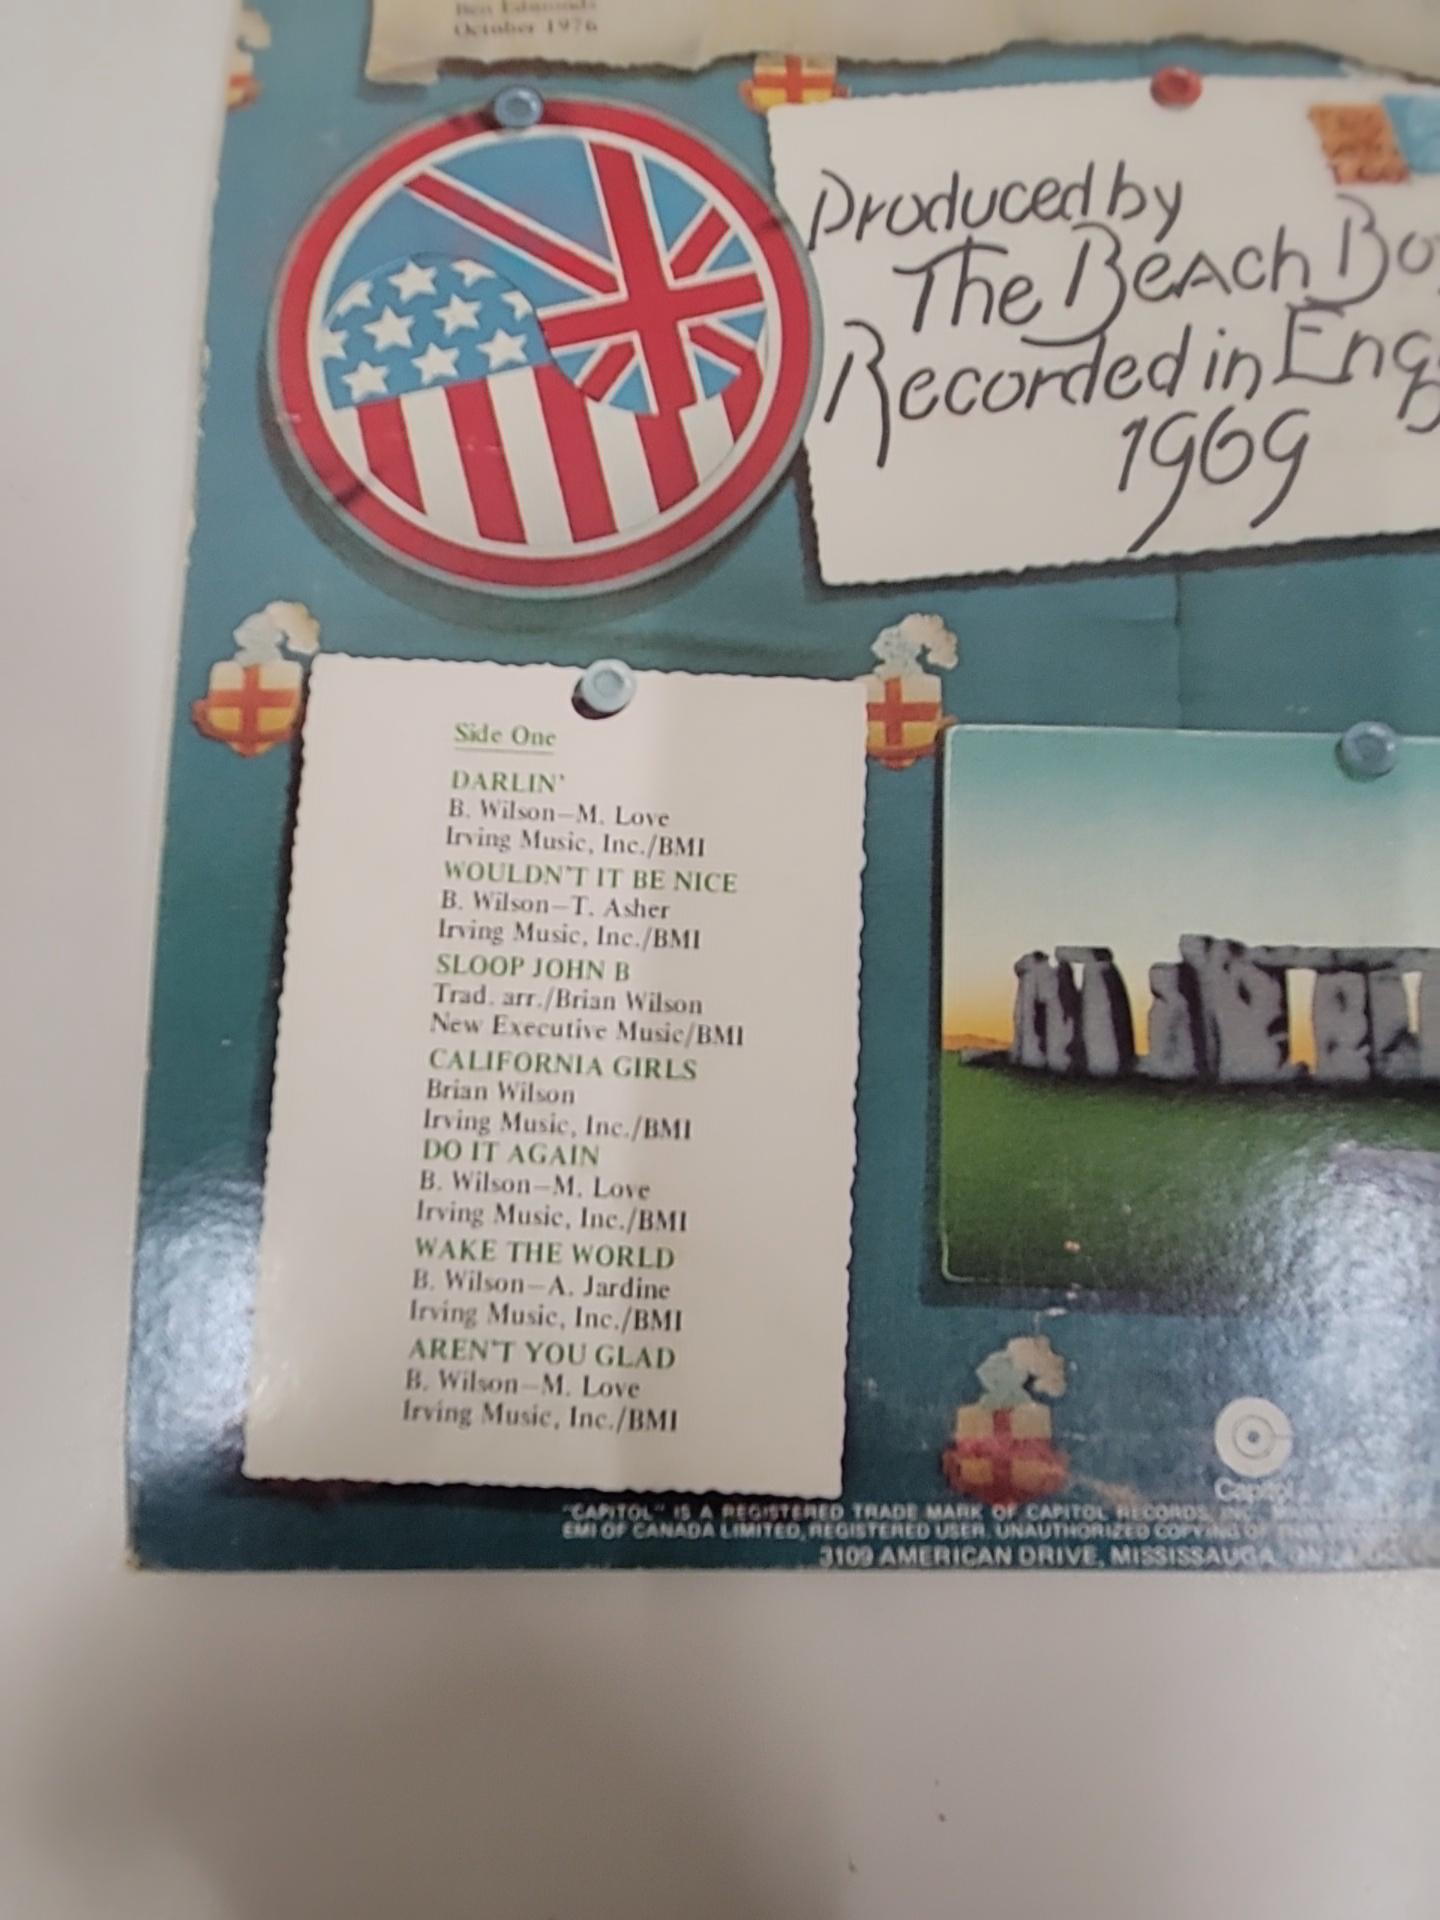 Ben Edmonds
October 1976
Produced by
The Beach Bo
Recorded in Eng
1969
Side One
DARLIN'
B. Wilson—M. Love
Irving Music, Inc./BMI
WOULDN'T IT BE NICE
B. Wilson—T. Asher
Irving Music, Inc./BMI
SLOOP JOHN B
Trad. arr./Brian Wilson
New Executive Music/BMI
CALIFORNIA GIRLS
Brian Wilson
Irving Music, Inc./BMI
DO IT AGAIN
B. Wilson—M. Love
Irving Music, Inc./BMI
WAKE THE WORLD
B. Wilson—A. Jardine
Irving Music, Inc./BMI
AREN'T YOU GLAD
B. Wilson—M. Love
Irving Music, Inc./BMI
Capitol
"CAPITOL" IS A REGISTERED TRADE MARK OF CAPITOL RECORDS, INC.
EMI OF CANADA LIMITED, REGISTERED USER. UNAUTHORIZED COPYING OF
3109 AMERICAN DRIVE, MISSISSAUGA,